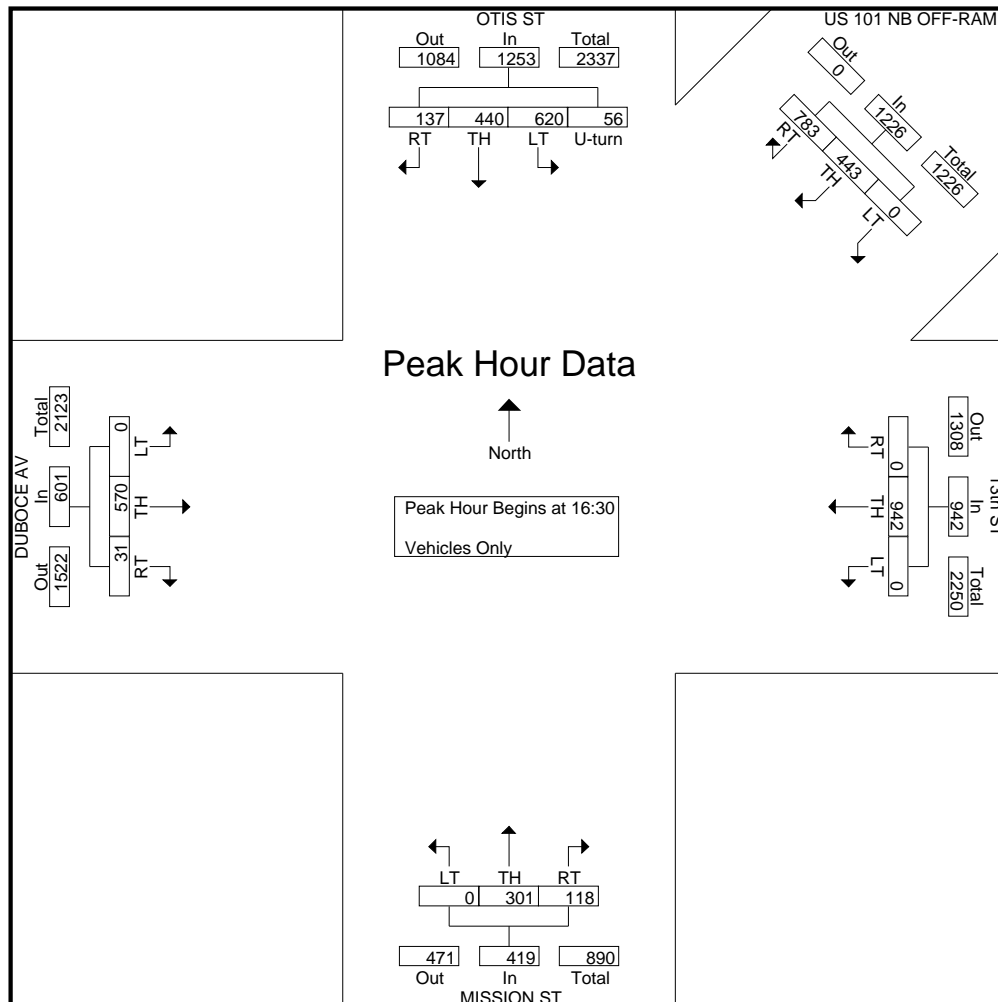 OTIS ST
Out In Total
1084 1253 2337
137 440 620 56
RT TH LT U-turn
US 101 NB OFF-RAMP
Out In Total
0 1226 1226
783 443 0
RT TH LT
Peak Hour Data
North
Peak Hour Begins at 16:30
Vehicles Only
DUBOCE AV
Out In Total
1522 601 2123
31 570 0
RT TH LT
13th ST
Out In Total
1308 942 2250
0 942 0
RT TH LT
LT TH RT
0 301 118
471 419 890
Out In Total
MISSION ST